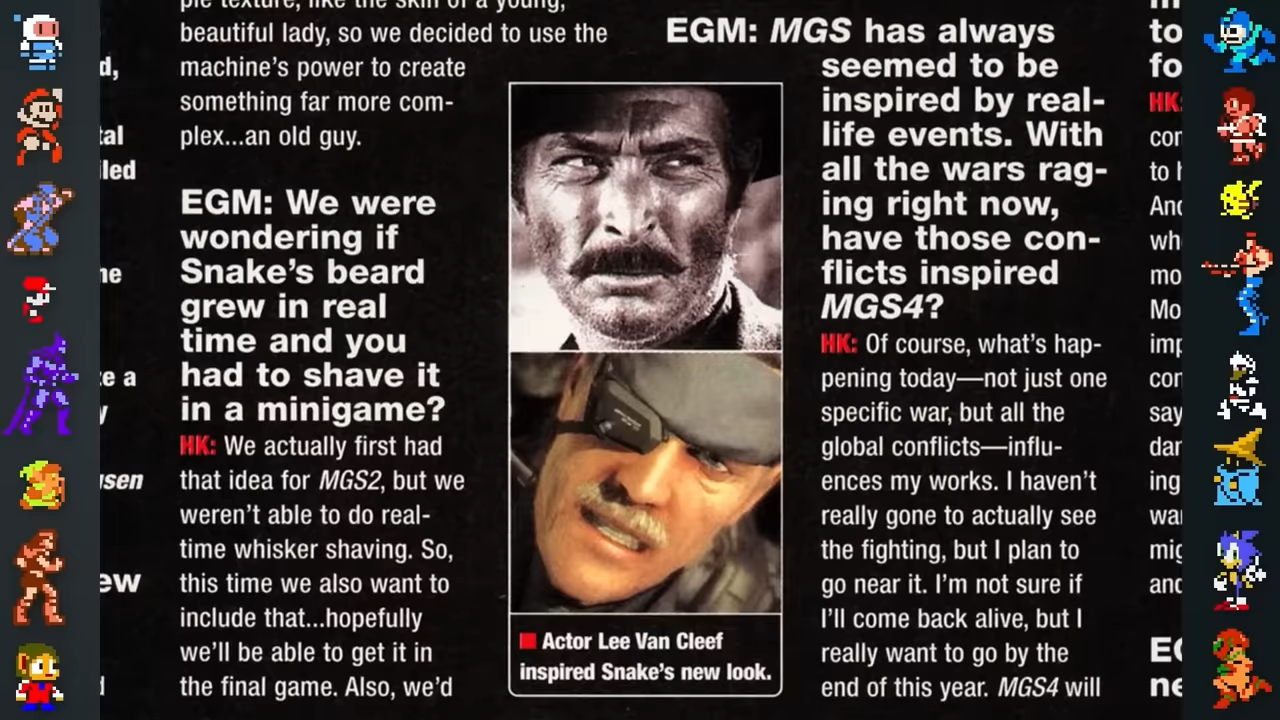 ple texture, like the skin of a young,
beautiful lady, so we decided to use the
machine's power to create
something far more com-
plex...an old guy.
EGM: We were
wondering if
Snake's beard
grew in real
time and you
had to shave it
in a minigame?
HK: We actually first had
that idea for MGS2, but we
weren't able to do real-
time whisker shaving. So,
this time we also want to
include that...hopefully
we'll be able to get it in
the final game. Also, we'd
Actor Lee Van Cleef
inspired Snake's new look.
EGM: MGS has always
seemed to be
inspired by real-
life events. With
all the wars rag-
ing right now,
have those con-
flicts inspired
MGS4?
HK: Of course, what's hap-
pening today—not just one
specific war, but all the
global conflicts—influ-
ences my works. I haven't
really gone to actually see
the fighting, but I plan to
go near it. I'm not sure if
I'll come back alive, but I
really want to go by the
end of this year. MGS4 will
HK: